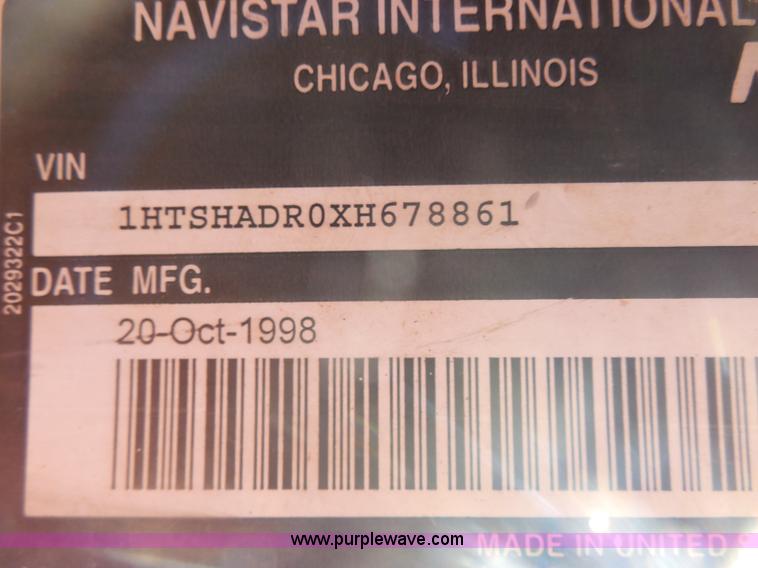 NAVISTAR INTERNATIONAL
CHICAGO, ILLINOIS
VIN
1HTSHADR0XH678861
2029322C1
DATE MFG.
20-Oct-1998
www.purplewave.com
MADE IN UNITED S